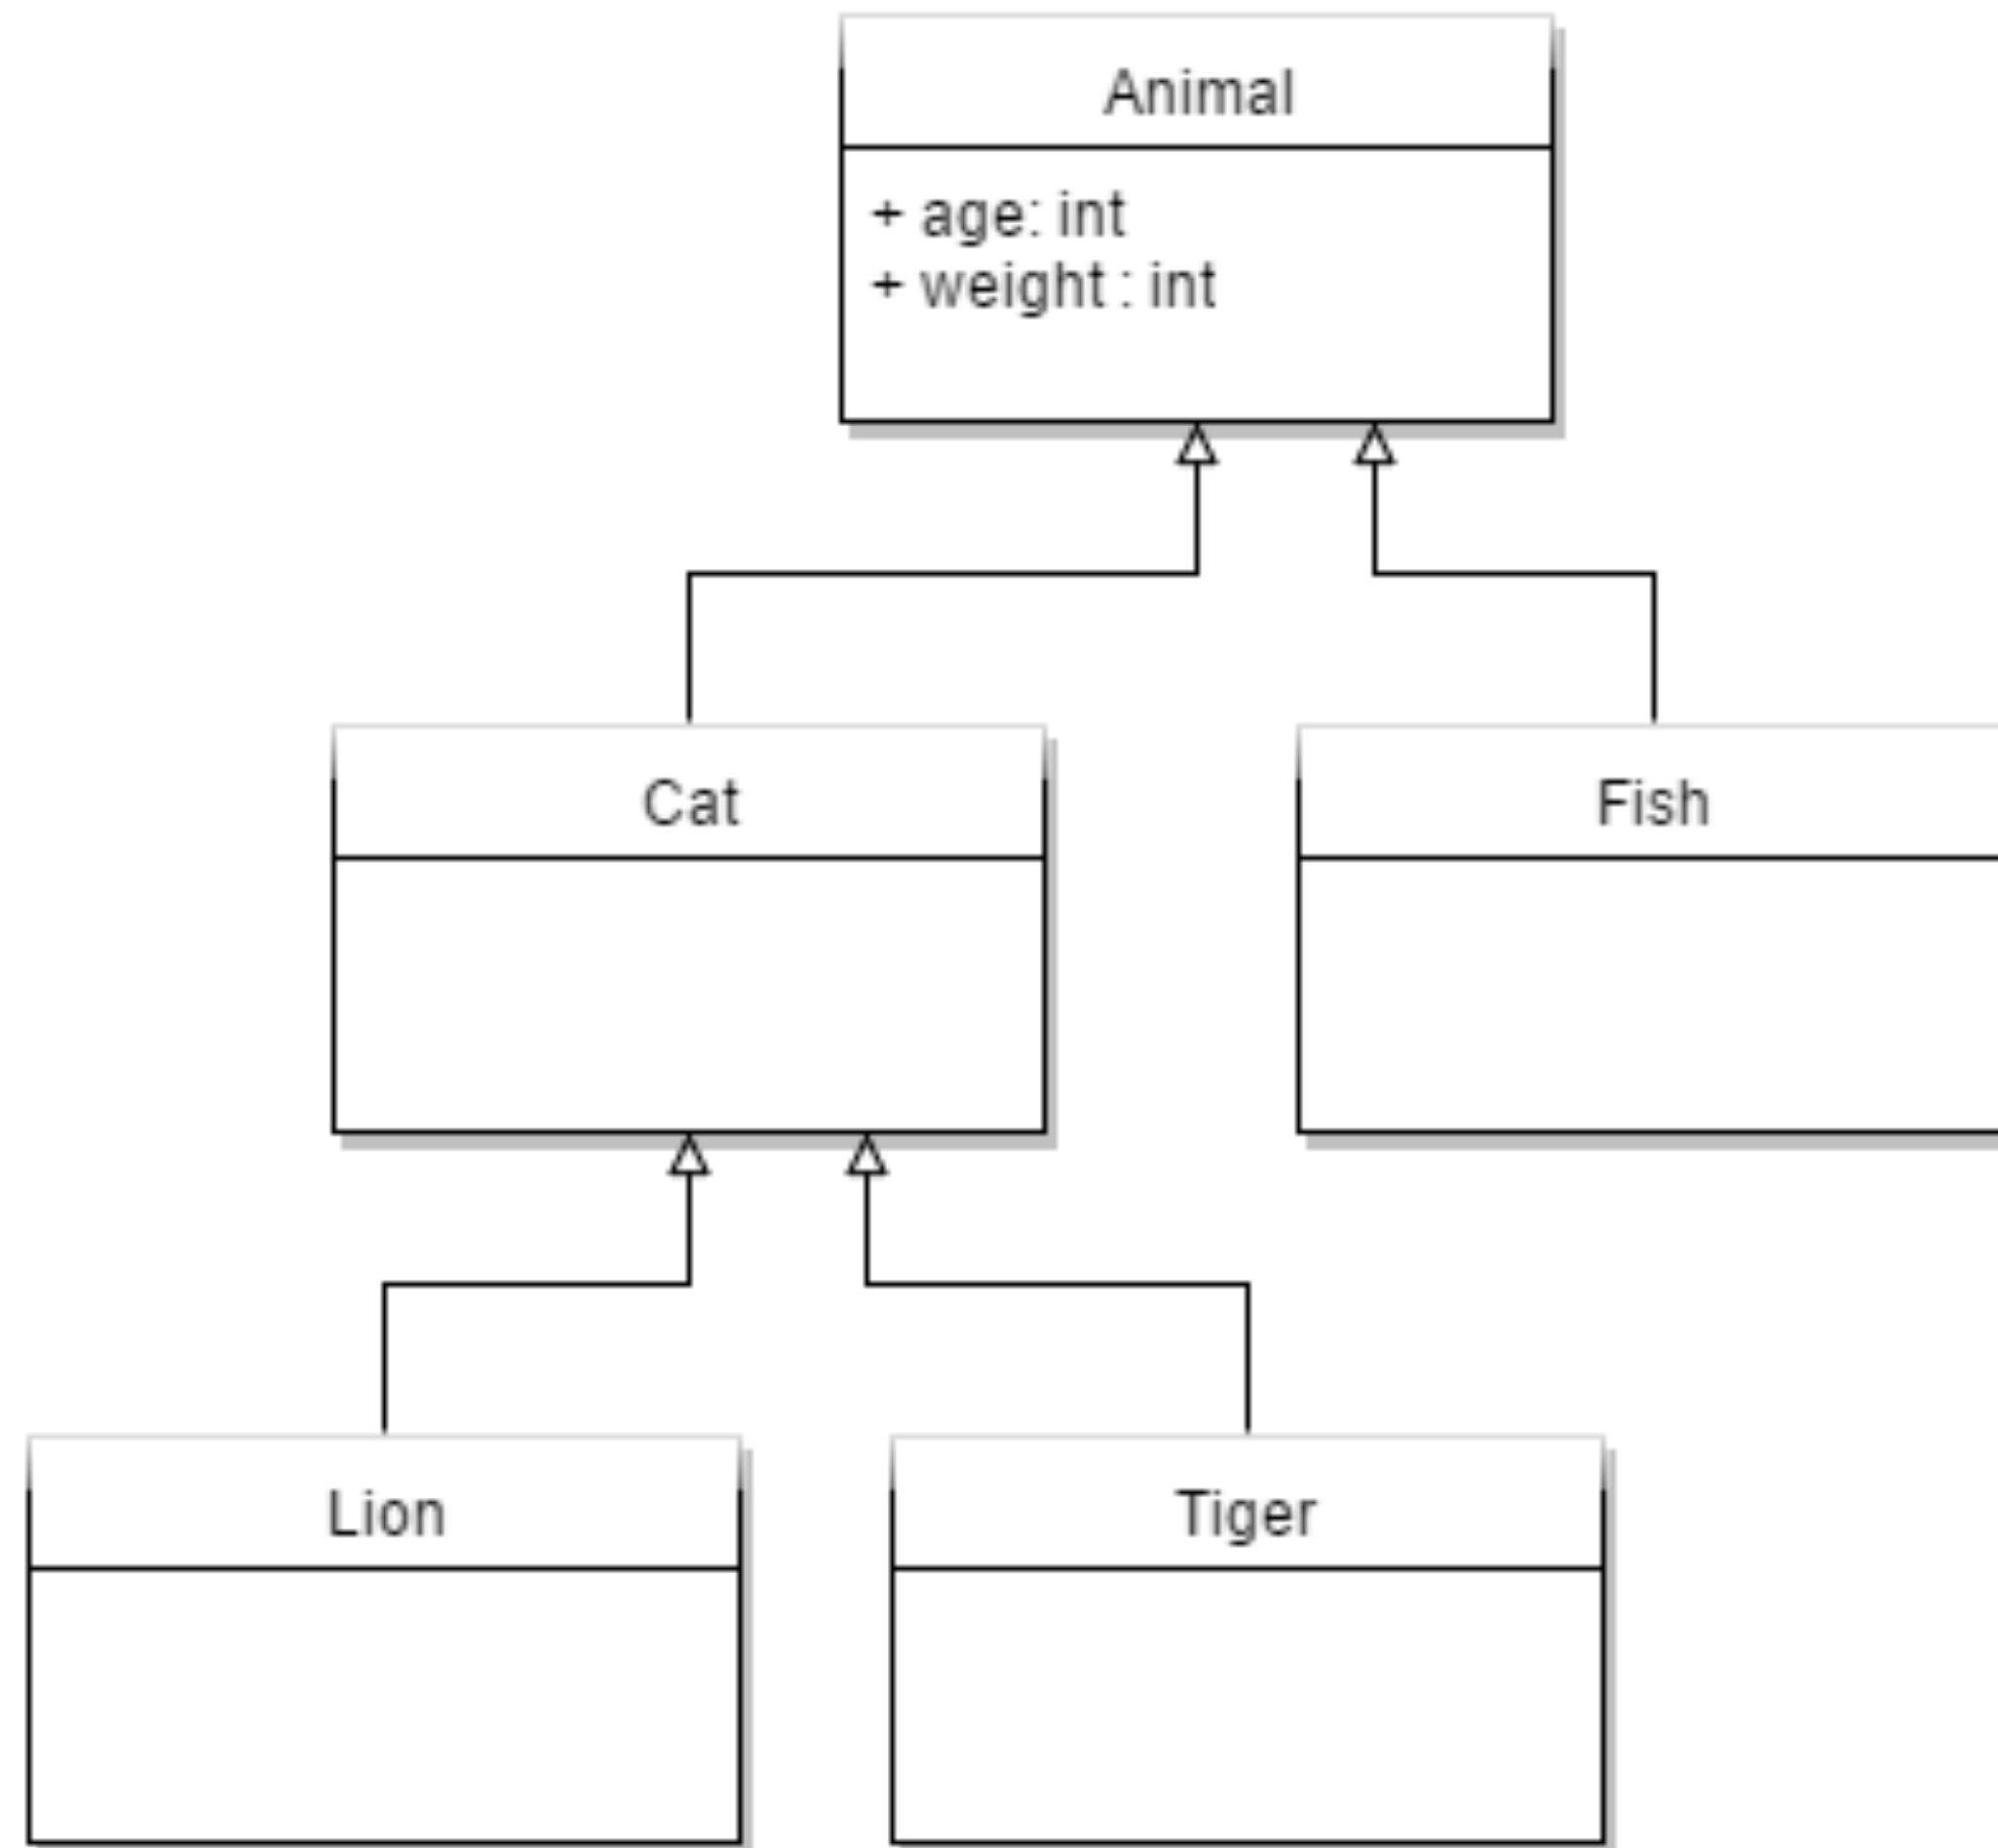 Animal
+ age: int
+ weight : int
Cat
Fish
Lion
Tiger